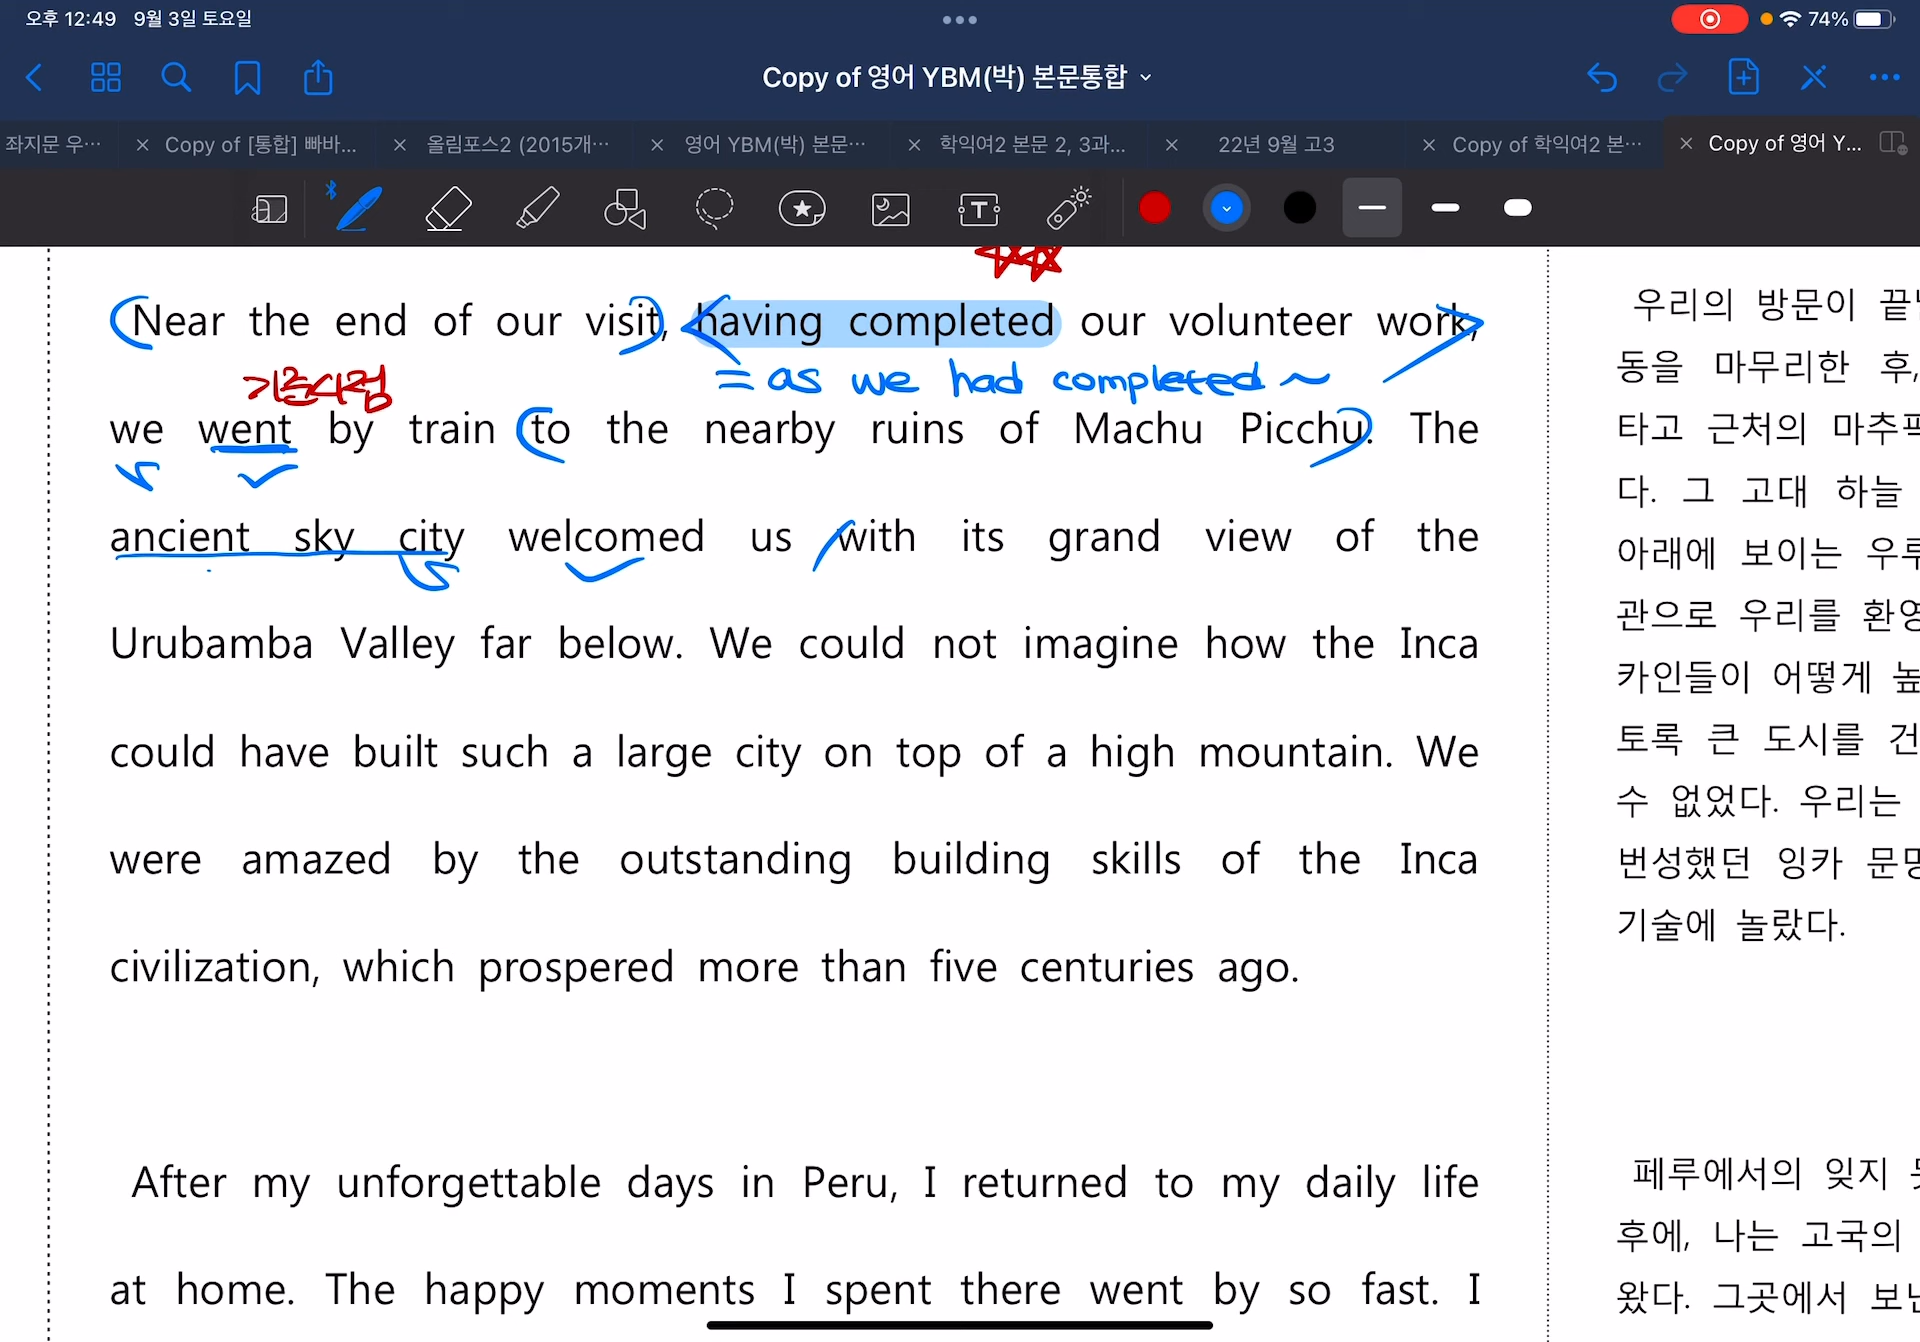 오후 12:49 9월 3일 토요일
74%
Copy of 영어 YBM(박) 본문통합
좌지문 우…
Copy of [통합] 빠바...
올림포스2 (2015개…
영어 YBM(박) 본문…
학익여2 본문 2, 3과...
22년 9월 고3
Copy of 학익여2 본…
Copy of 영어 Y...
Near the end of our visit, having completed our volunteer work,
= as we had completed ~
기준시점
we went by train to the nearby ruins of Machu Picchu. The
ancient sky city welcomed us with its grand view of the
Urubamba Valley far below. We could not imagine how the Inca
could have built such a large city on top of a high mountain. We
were amazed by the outstanding building skills of the Inca
civilization, which prospered more than five centuries ago.
After my unforgettable days in Peru, I returned to my daily life
at home. The happy moments I spent there went by so fast. I
우리의 방문이
동을 마무리한 후,
타고 근처의
다. 그 고대 하늘
아래에 보이는
관으로 우리를
카인들이 어떻게
토록 큰 도시를
수 없었다. 우리는
번성했던 잉카
기술에 놀랐다.
페루에서의 잊지
후에, 나는 고국의
왔다. 그곳에서